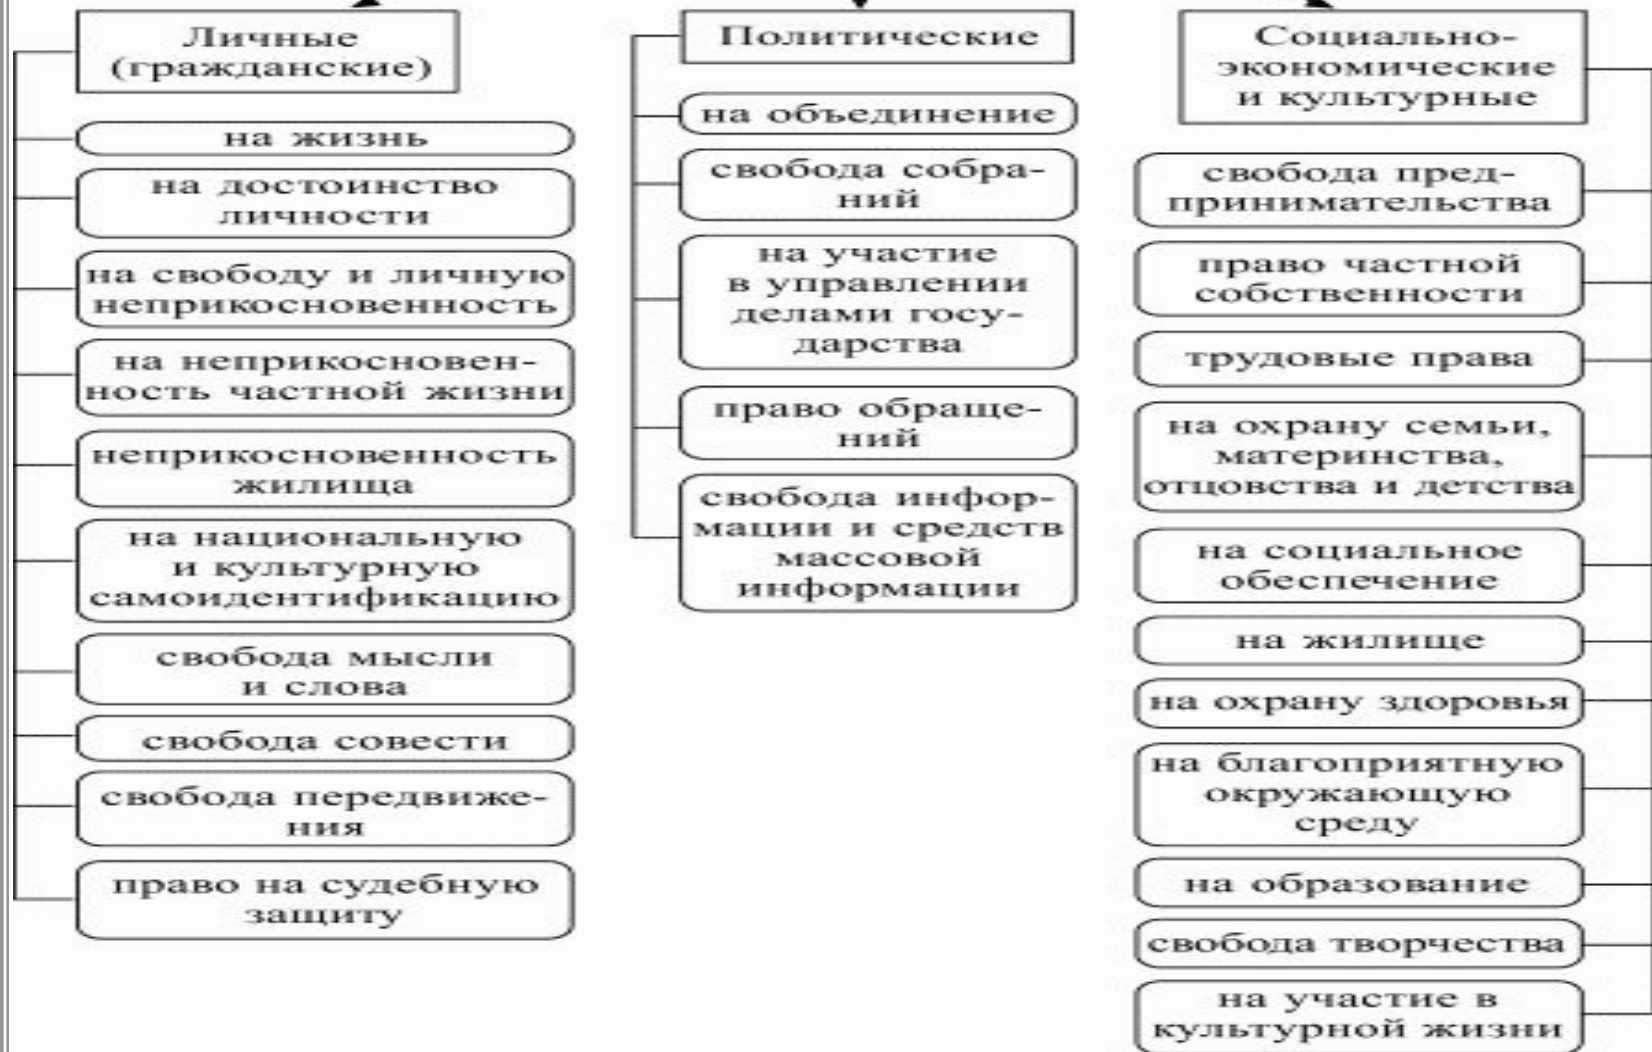 Личные
(гражданские)
на жизнь
на достоинство
личности
на свободу и личную
неприкосновенность
на неприкосновен-
ность частной жизни
неприкосновенность
жилища
на национальную
и культурную
самоидентификацию
свобода мысли
и слова
свобода совести
свобода передвиже-
ния
право на судебную
защиту
Политические
на объединение
свобода собра-
ний
на участие
в управлении
делами госу-
дарства
право обраще-
ний
свобода инфор-
мации и средств
массовой
информации
Социально-
экономические
и культурные
свобода пред-
принимательства
право частной
собственности
трудовые права
на охрану семьи,
материнства,
отцовства и детства
на социальное
обеспечение
на жилище
на охрану здоровья
на благоприятную
окружающую
среду
на образование
свобода творчества
на участие в
культурной жизни